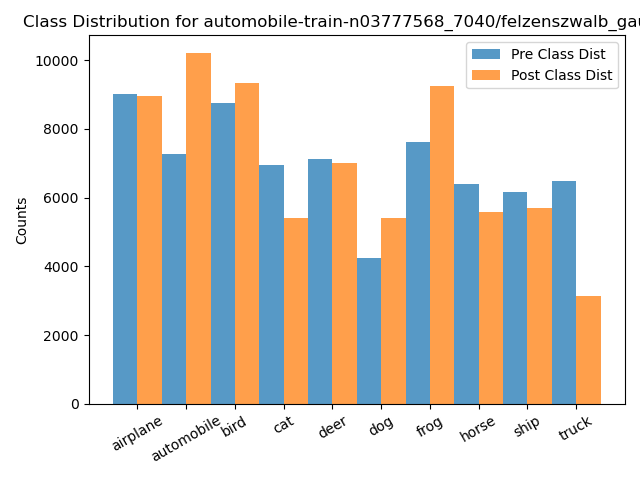 Class Distribution for automobile-train-n03777568_7040/felzenszwalb_gau
Pre Class Dist
Post Class Dist
10000
8000
6000
4000
2000
0
Counts
airplane
automobile
bird
cat
deer
dog
frog
horse
ship
truck